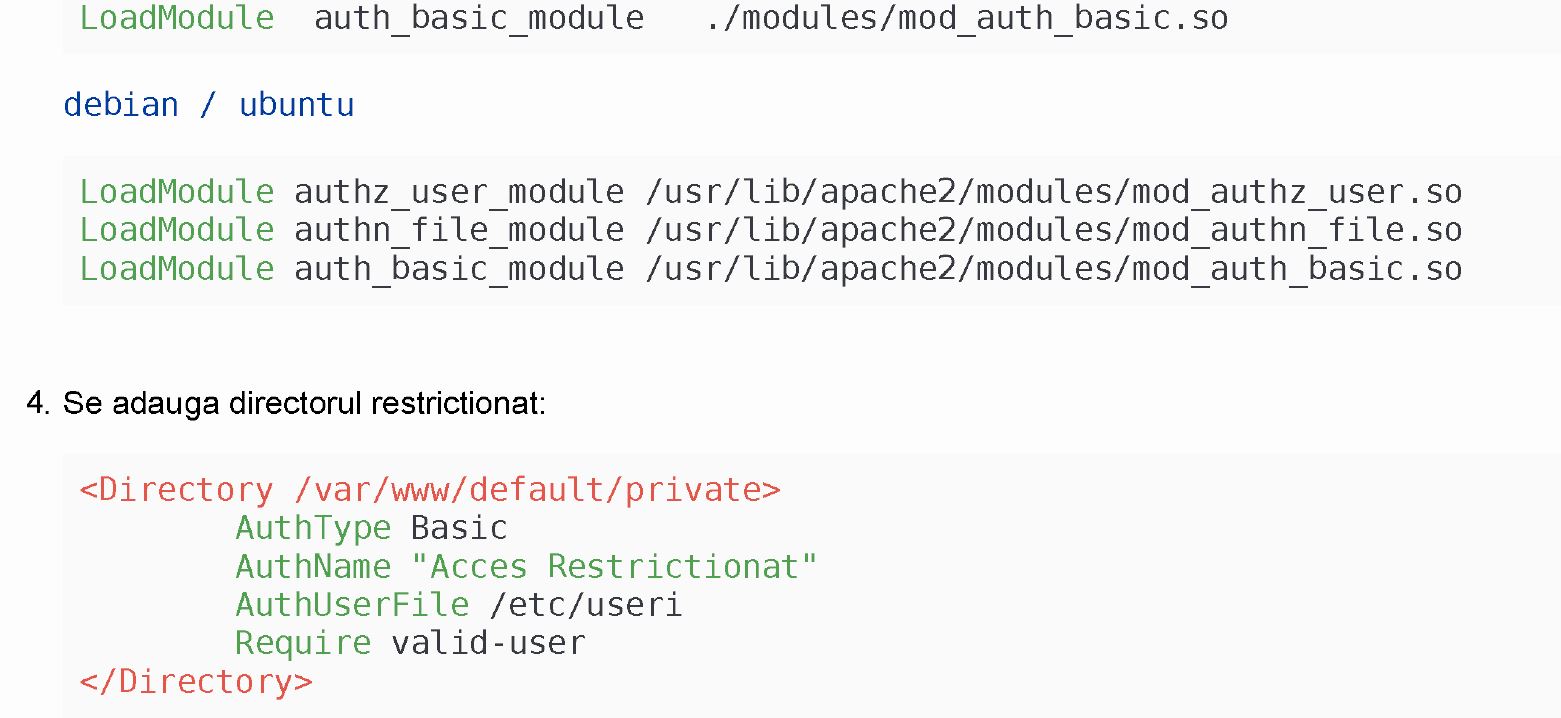 LoadModule  auth_basic_module   ./modules/mod_auth_basic.so
debian / ubuntu
LoadModule authz_user_module /usr/lib/apache2/modules/mod_authz_user.so
LoadModule authn_file_module /usr/lib/apache2/modules/mod_authn_file.so
LoadModule auth_basic_module /usr/lib/apache2/modules/mod_auth_basic.so
4. Se adauga directorul restrictionat:
<Directory /var/www/default/private>
        AuthType Basic
        AuthName "Acces Restrictionat"
        AuthUserFile /etc/useri
        Require valid-user
</Directory>